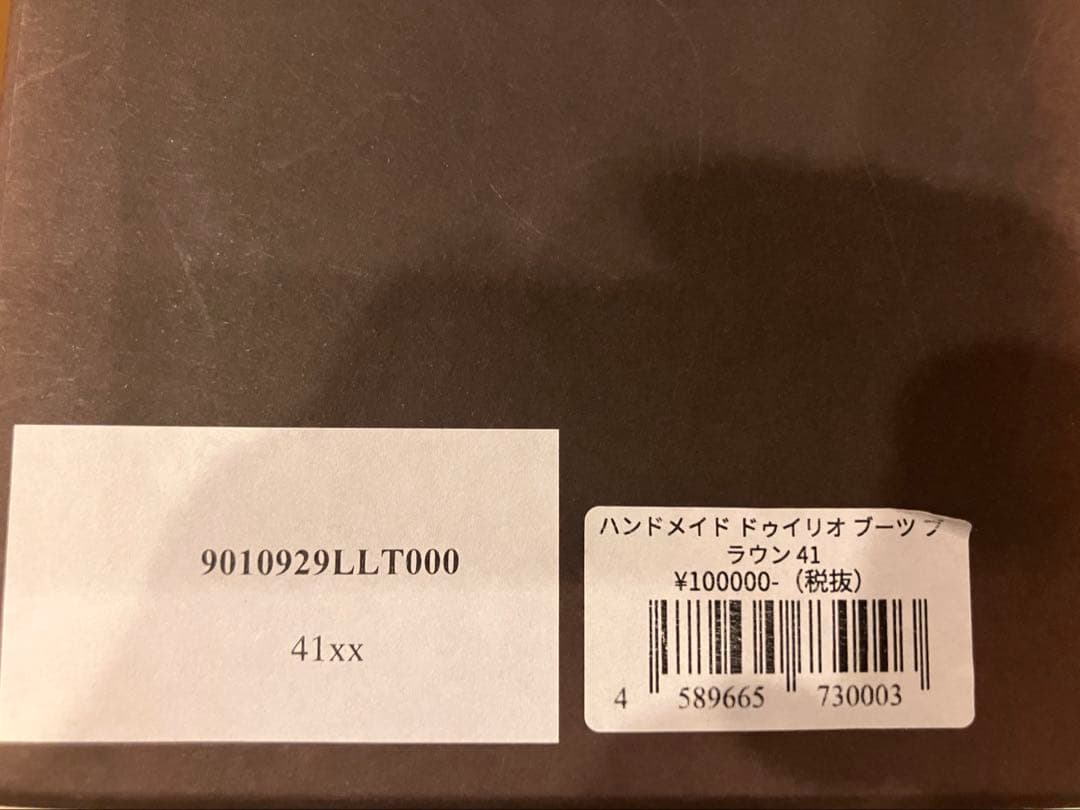 9010929LLT000
41xx
ハンドメイド ドゥイリオ ブーツ ブ
ラウン 41
¥100000-（税抜）
4 589665 730003